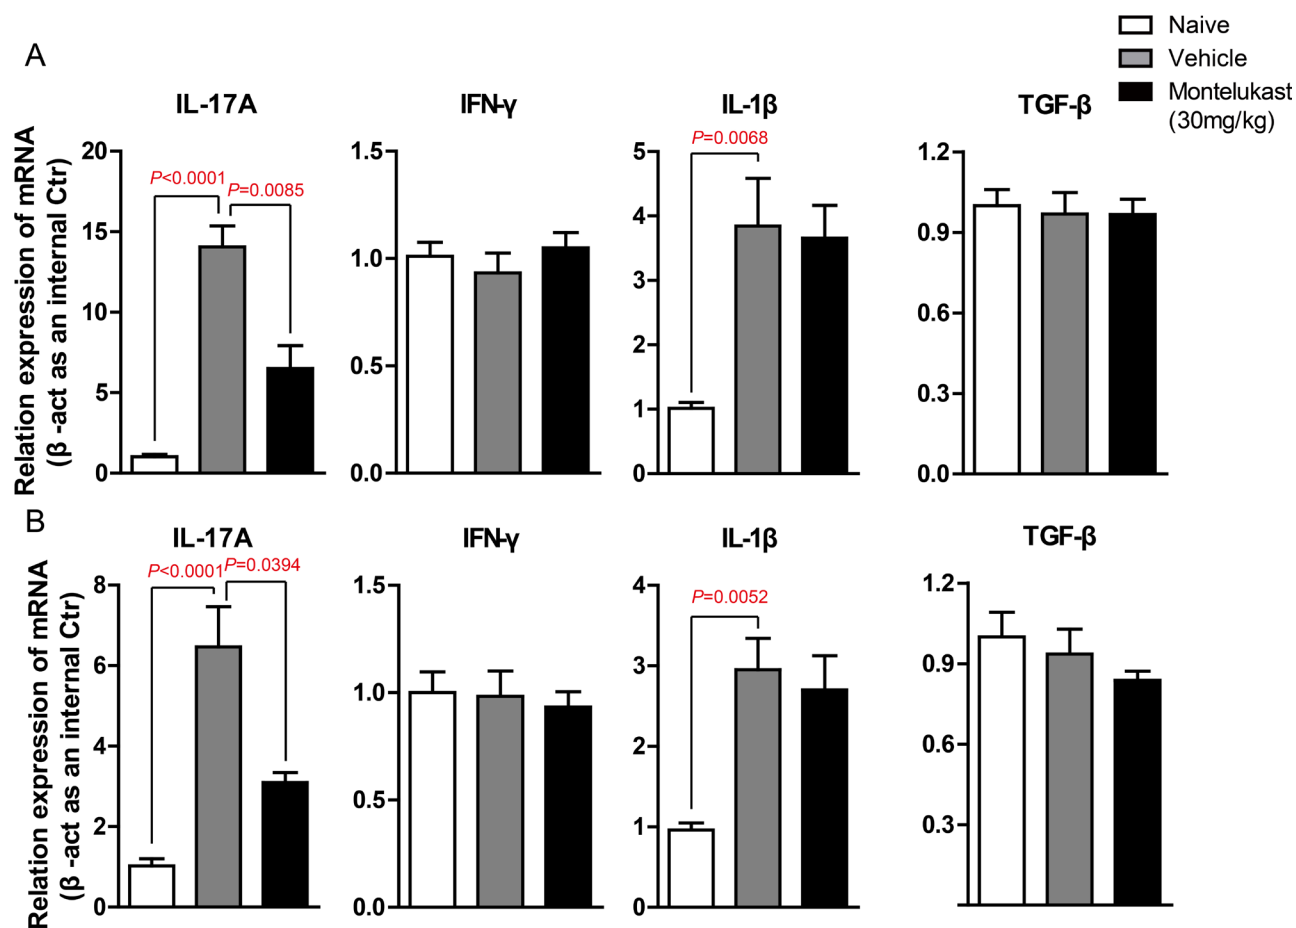 Naive
Vehicle
Montelukast
(30mg/kg)
A
Relation expression of mRNA
(β -act as an internal Ctr)
IL-17A
20
15
10
5
0
P<0.0001
P=0.0085
IFN-γ
1.5
1.0
0.5
0.0
IL-1β
5
4
3
2
1
0
P=0.0068
TGF-β
1.2
0.9
0.6
0.3
0.0
B
Relation expression of mRNA
(β -act as an internal Ctr)
IL-17A
8
6
4
2
0
P<0.0001
P=0.0394
IFN-γ
1.5
1.0
0.5
0.0
IL-1β
4
3
2
1
0
P=0.0052
TGF-β
1.2
0.9
0.6
0.3